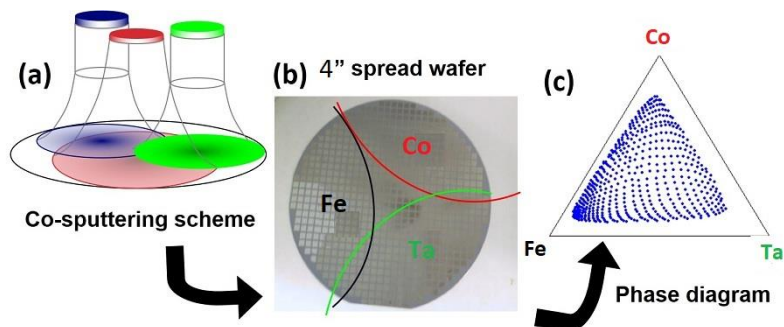 (a)
Co-sputtering scheme
(b)
4” spread wafer
Co
Fe
Ta
(c)
Co
Fe
Ta
Phase diagram